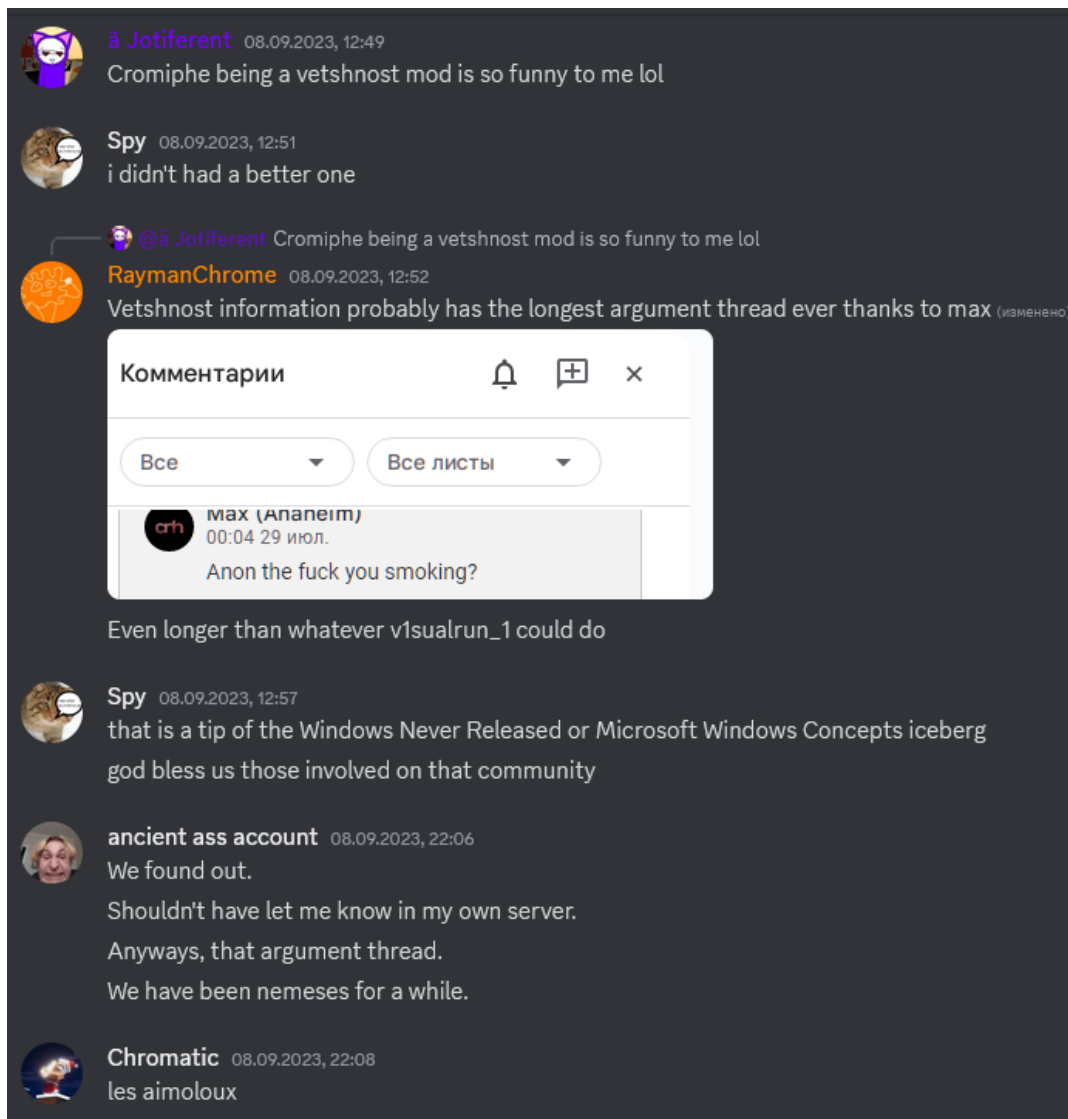 ā Jotiferent 08.09.2023, 12:49
Cromiphe being a vetshnost mod is so funny to me lol
Spy 08.09.2023, 12:51
i didn't had a better one
@ā Jotiferent Cromiphe being a vetshnost mod is so funny to me lol
RaymanChrome 08.09.2023, 12:52
Vetshnost information probably has the longest argument thread ever thanks to max (изменено)
Комментарии
Все Все листы
arh Max (Anaheim)
00:04 29 июл.
Anon the fuck you smoking?
Even longer than whatever v1sualrun_1 could do
Spy 08.09.2023, 12:57
that is a tip of the Windows Never Released or Microsoft Windows Concepts iceberg
god bless us those involved on that community
ancient ass account 08.09.2023, 22:06
We found out.
Shouldn't have let me know in my own server.
Anyways, that argument thread.
We have been nemeses for a while.
Chromatic 08.09.2023, 22:08
les aimoloux